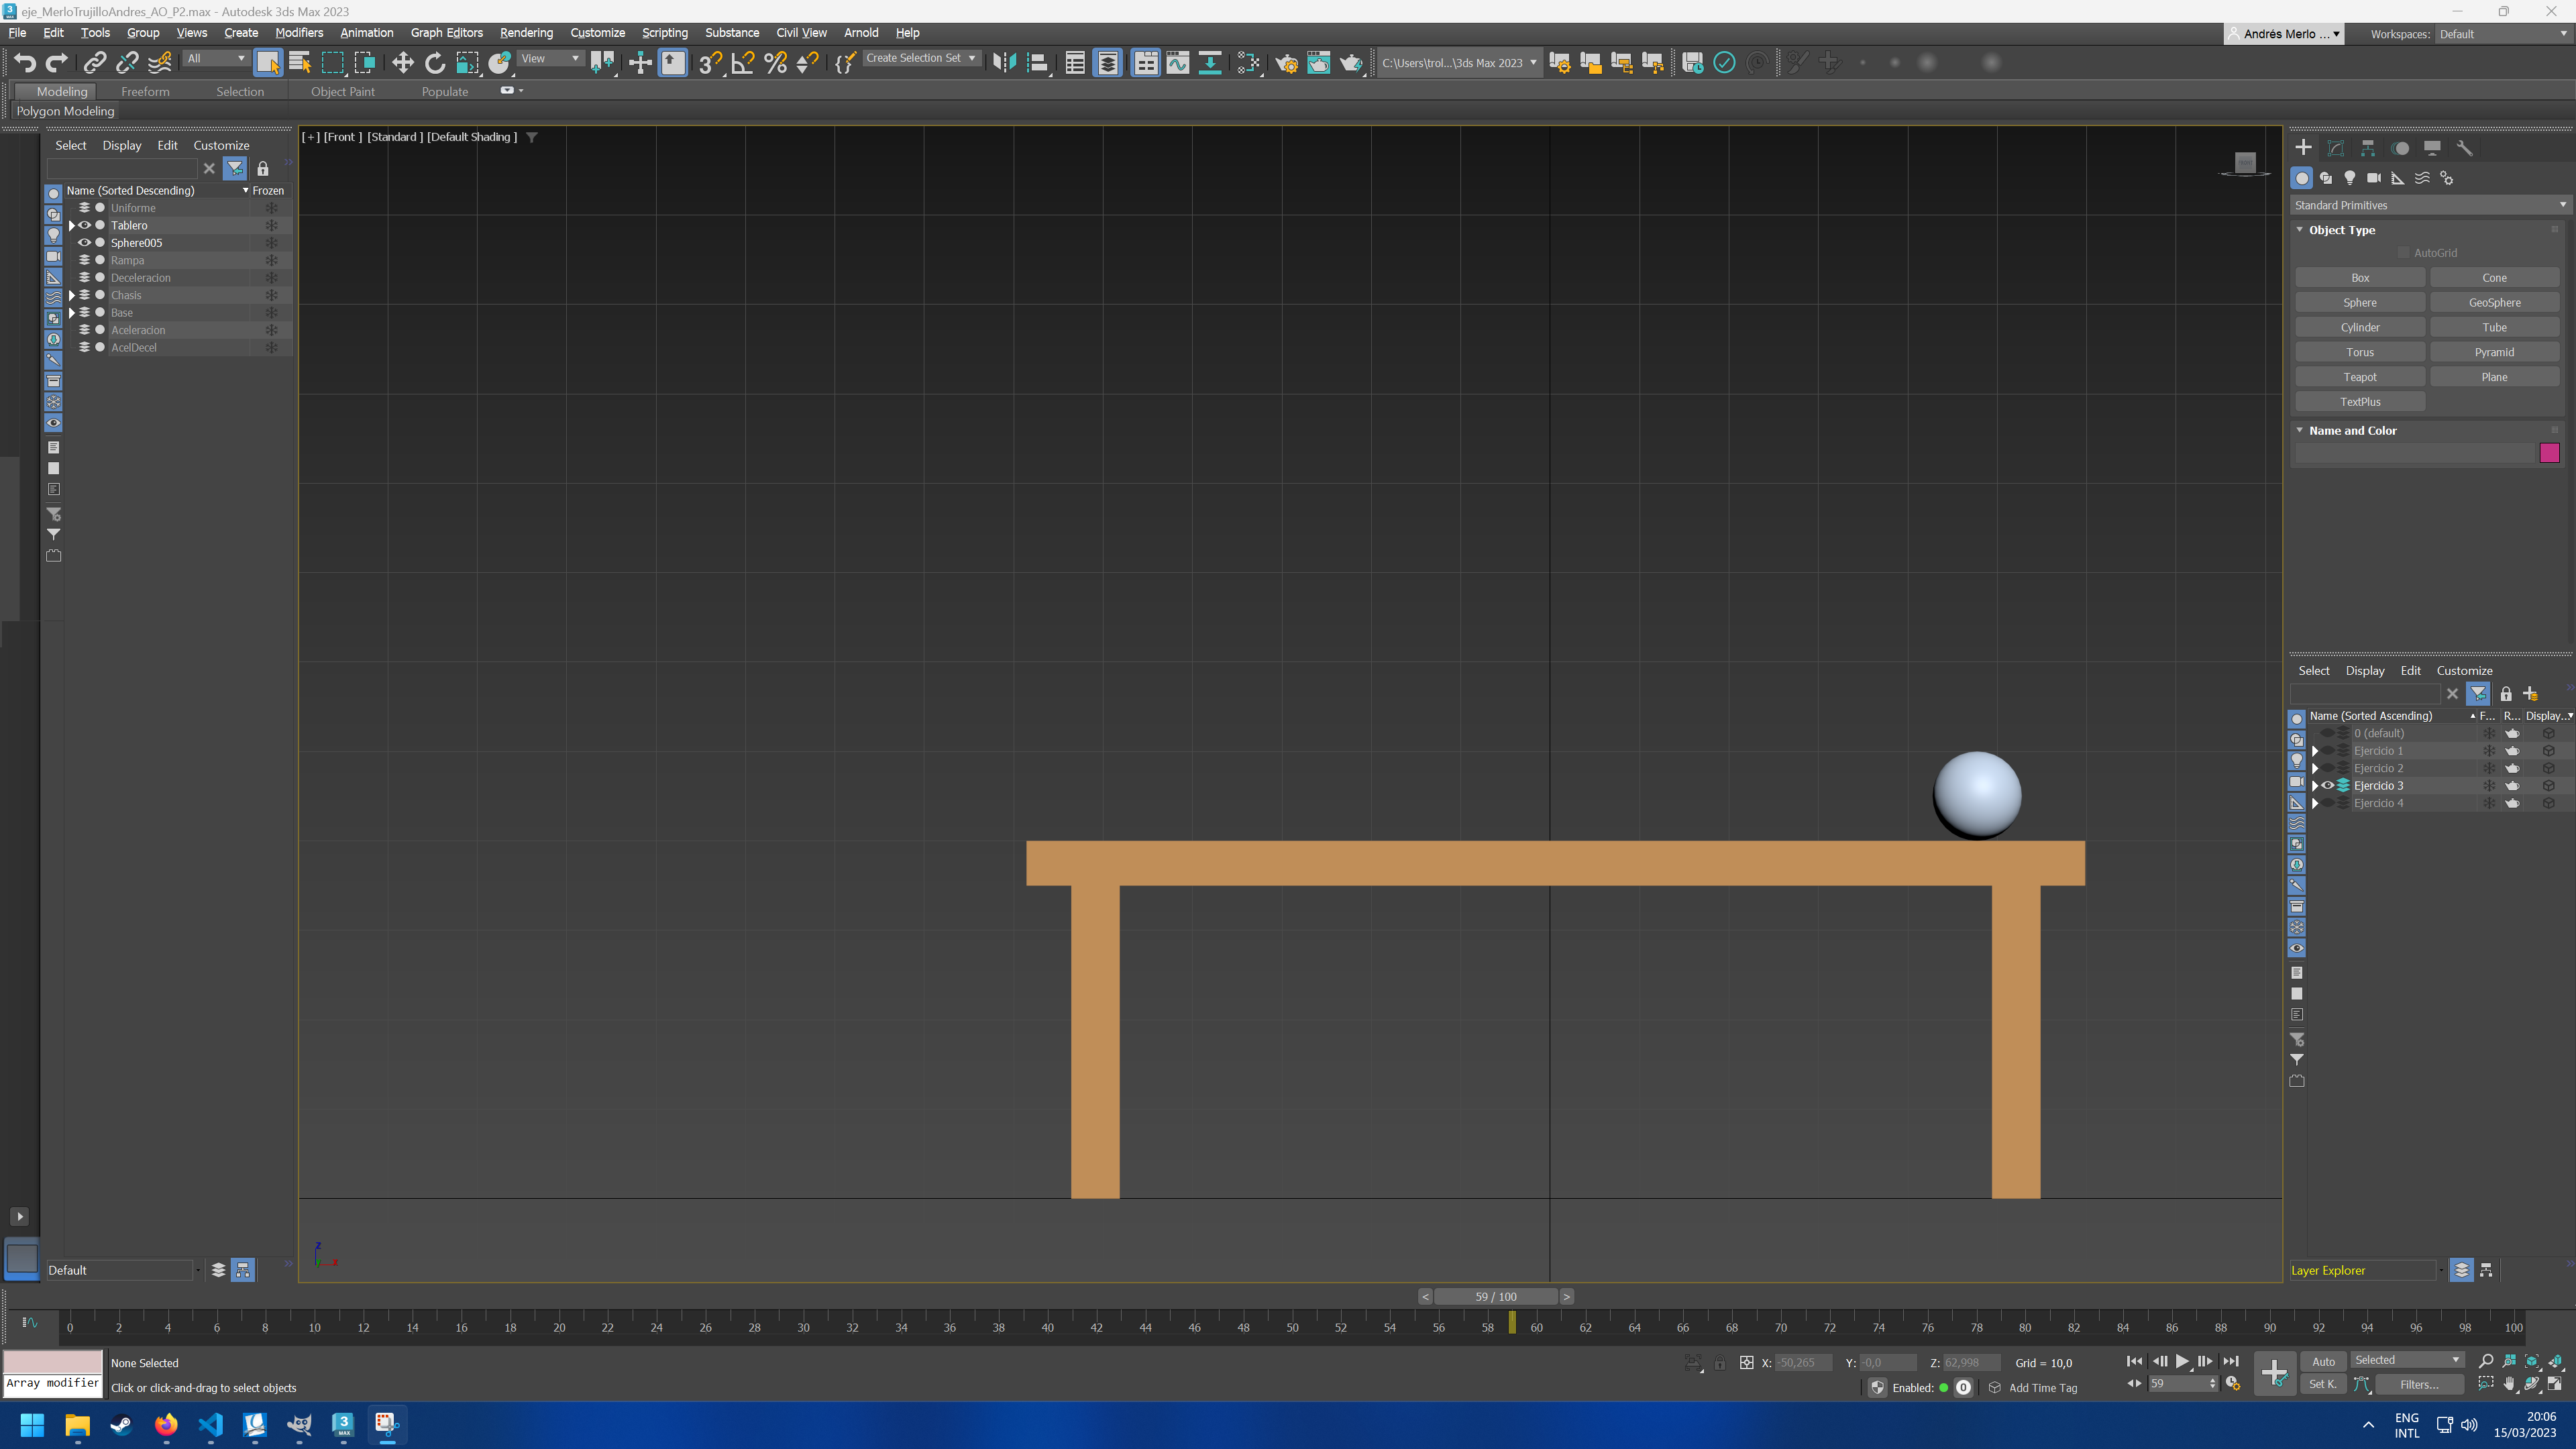 eje_MerloTrujilloAndres_AO_P2.max - Autodesk 3ds Max 2023
File Edit Tools Group Views Create Modifiers Animation Graph Editors Rendering Customize Scripting Substance Civil View Arnold Help
Andrés Merlo ... Workspaces: Default
All View Create Selection Set C:\Users\trol...\3ds Max 2023
Modeling Freeform Selection Object Paint Populate
Polygon Modeling
[ + ] [Front ] [Standard ] [Default Shading ]
Select Display Edit Customize
Name (Sorted Descending) Frozen
Uniforme
Tablero
Sphere005
Rampa
Deceleracion
Chasis
Base
Aceleracion
AcelDecel
Default
Standard Primitives
Object Type
AutoGrid
Box Cone
Sphere GeoSphere
Cylinder Tube
Torus Pyramid
Teapot Plane
TextPlus
Name and Color
Select Display Edit Customize
Name (Sorted Ascending) F... R... Display...
0 (default)
Ejercicio 1
Ejercicio 2
Ejercicio 3
Ejercicio 4
Layer Explorer
z
x
< 59 / 100 >
0 2 4 6 8 10 12 14 16 18 20 22 24 26 28 30 32 34 36 38 40 42 44 46 48 50 52 54 56 58 60 62 64 66 68 70 72 74 76 78 80 82 84 86 88 90 92 94 96 98 100
Array modifier
None Selected
Click or click-and-drag to select objects
X: -50,265 Y: -0,0 Z: 62,998 Grid = 10,0
Enabled: 0 Add Time Tag
59
Auto Selected
Set K. Filters...
ENG
INTL
20:06
15/03/2023